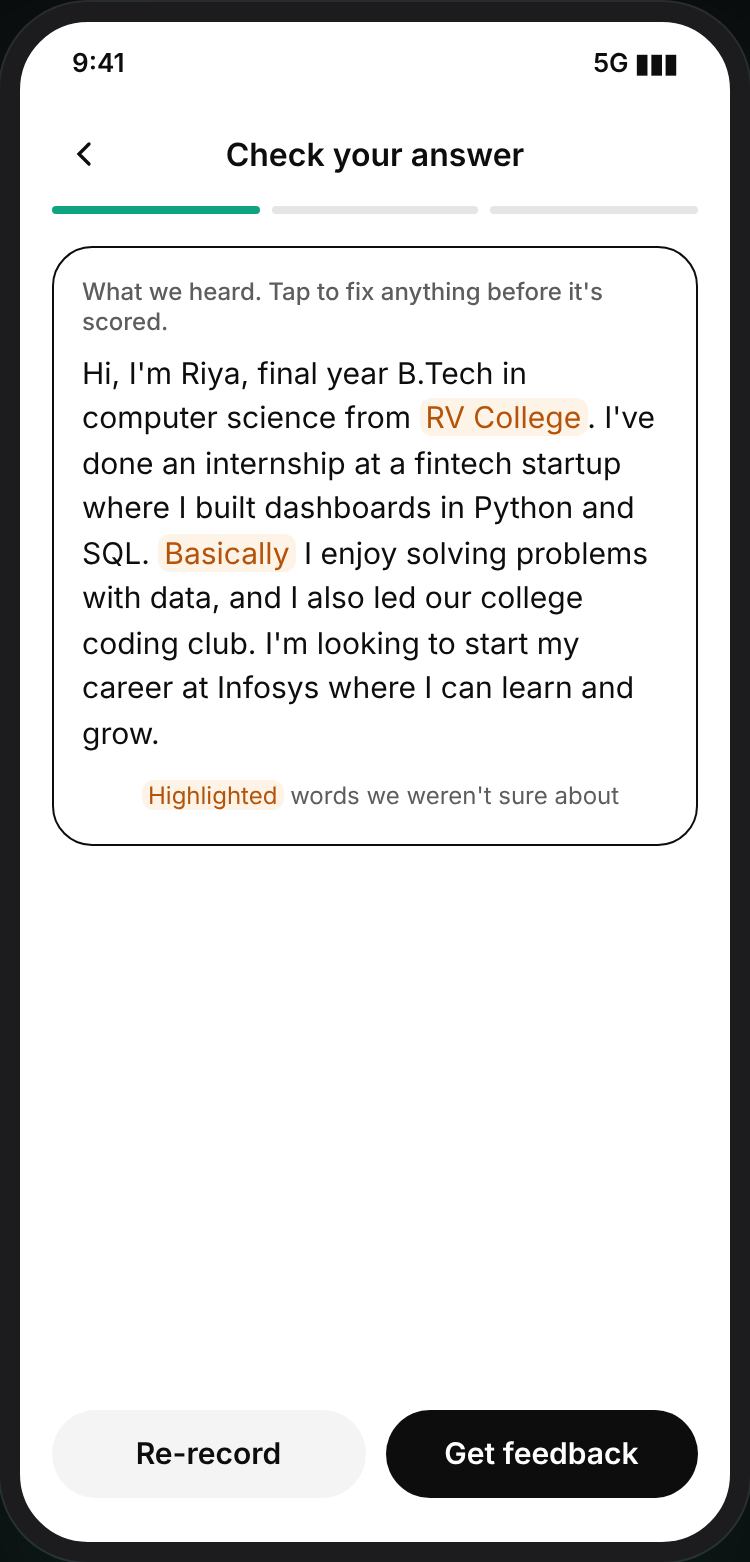 9:41
5G
Check your answer
What we heard. Tap to fix anything before it's
scored.
Hi, I'm Riya, final year B.Tech in
computer science from RV College. I've
done an internship at a fintech startup
where I built dashboards in Python and
SQL. Basically I enjoy solving problems
with data, and I also led our college
coding club. I'm looking to start my
career at Infosys where I can learn and
grow.
Highlighted words we weren't sure about
Re-record
Get feedback